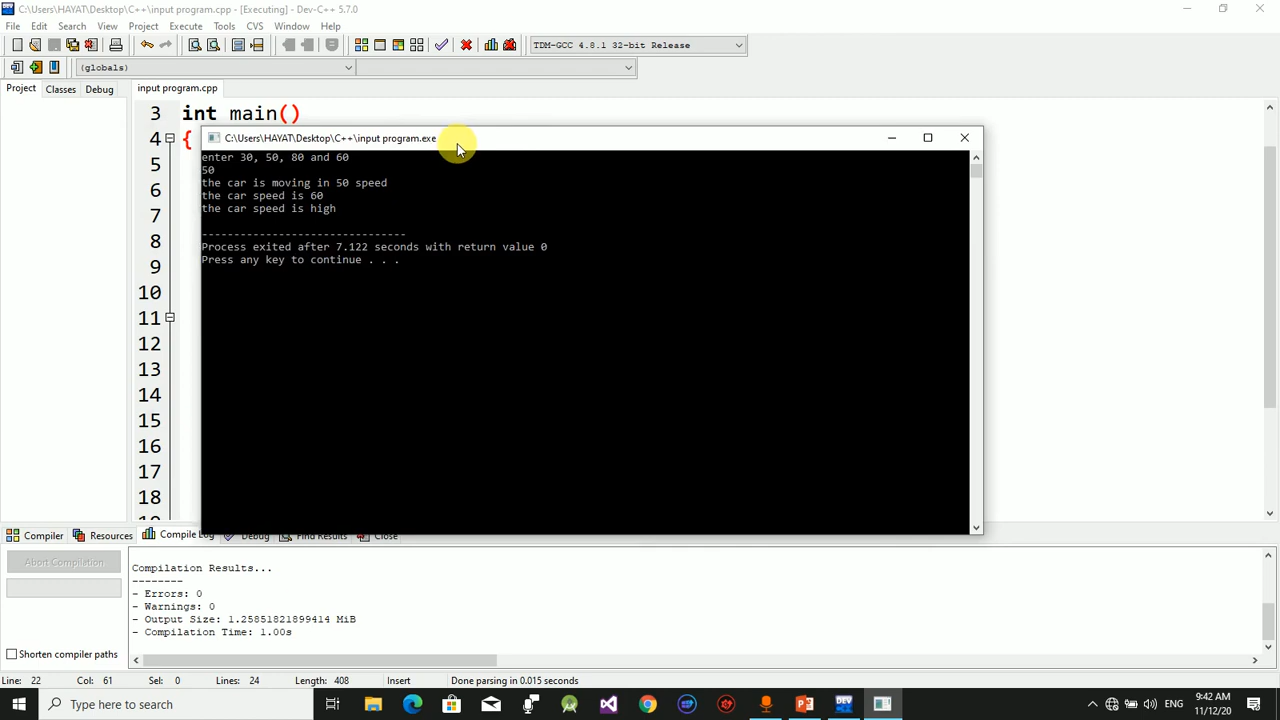 C:\Users\HAYAT\Desktop\C++\input program.cpp - [Executing] - Dev-C++ 5.7.0
File Edit Search View Project Execute Tools CVS Window Help
TDM-GCC 4.8.1 32-bit Release
(globals)
Project Classes Debug
input program.cpp
3 int main()
4 {
5
6
7
8
9
10
11
12
13
14
15
16
17
18
C:\Users\HAYAT\Desktop\C++\input program.exe
enter 30, 50, 80 and 60
50
the car is moving in 50 speed
the car speed is 60
the car speed is high
--------------------------------
Process exited after 7.122 seconds with return value 0
Press any key to continue . . .
Compiler Resources Compile Log Debug Find Results Close
Abort Compilation
Shorten compiler paths
Compilation Results...
--------
- Errors: 0
- Warnings: 0
- Output Size: 1.25851821899414 MiB
- Compilation Time: 1.00s
Line: 22 Col: 61 Sel: 0 Lines: 24 Length: 408 Insert Done parsing in 0.015 seconds
Type here to search
DEV
ENG
9:42 AM
11/12/20